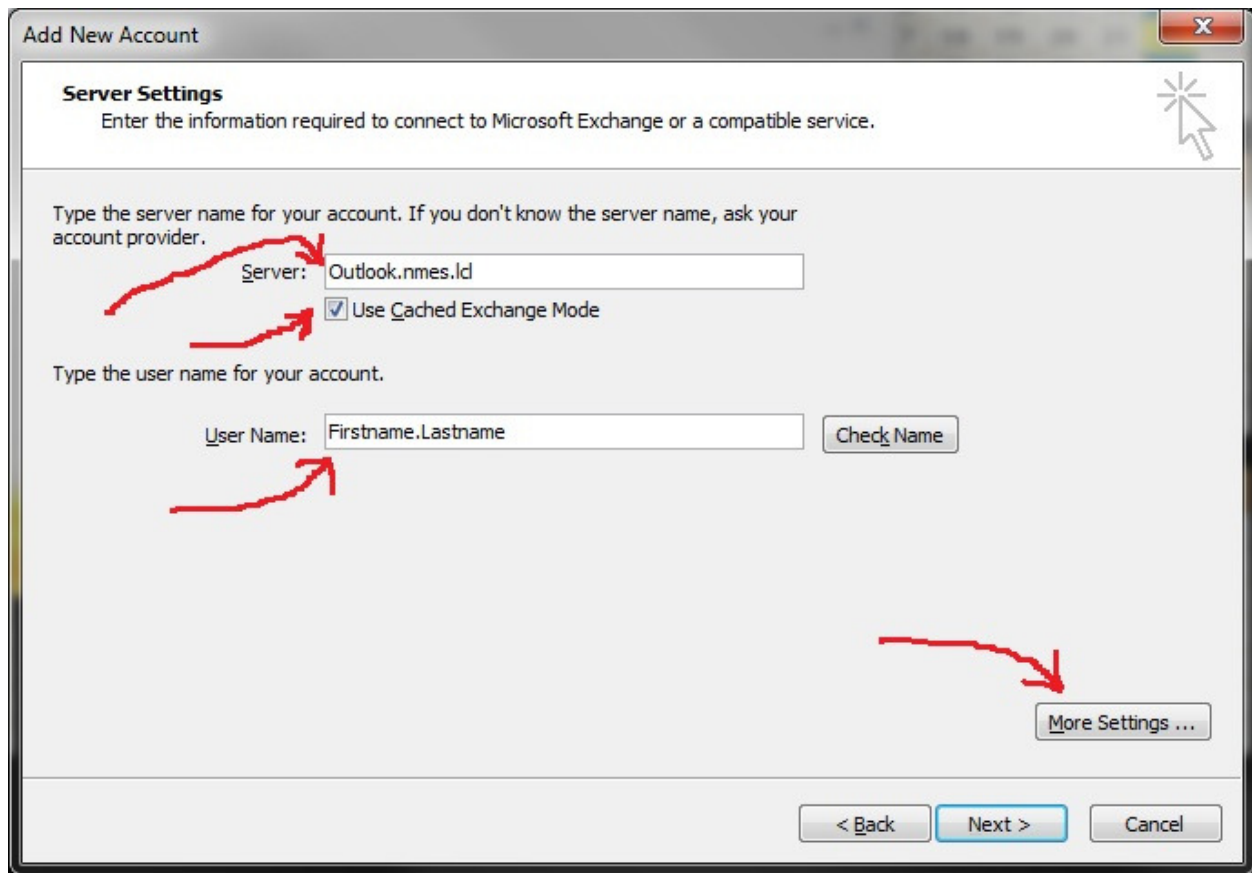 Add New Account
Server Settings
Enter the information required to connect to Microsoft Exchange or a compatible service.
Type the server name for your account. If you don't know the server name, ask your
account provider.
Server: Outlook.nmes.lcl
Use Cached Exchange Mode
Type the user name for your account.
User Name: Firstname.Lastname Check Name
More Settings ...
< Back Next > Cancel